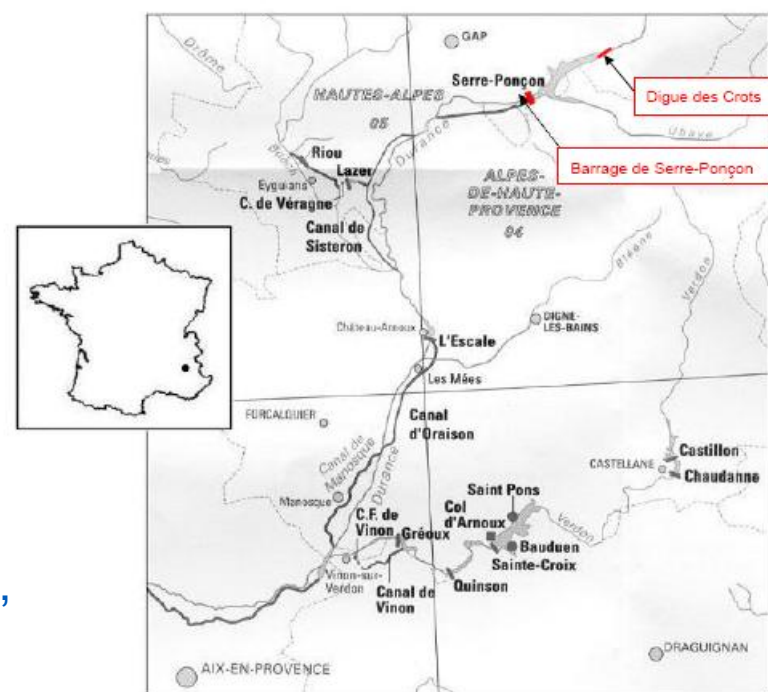 GAP
Drôme
Serre-Ponçon
Digue des Crots
HAUTES-ALPES
05
Durance
Ubaye
Barrage de Serre-Ponçon
Riou
Buëch
Lazer
Eyguians
C. de Véragne
ALPES-
DE-HAUTE-
PROVENCE
04
Canal de
Sisteron
Bléone
Verdon
Château-Arnoux
DIGNE-
LES-BAINS
L'Escale
Les Mées
FORCALQUIER
Canal
d'Oraison
Canal de
Manosque
Durance
Castillon
CASTELLANE
Chaudanne
Manosque
Saint Pons
Col
d'Arnoux
Verdon
C.F. de
Vinon
Gréoux
Bauduen
Sainte-Croix
Vinon-sur-
Verdon
Canal de
Vinon
Quinson
,
DRAGUIGNAN
AIX-EN-PROVENCE